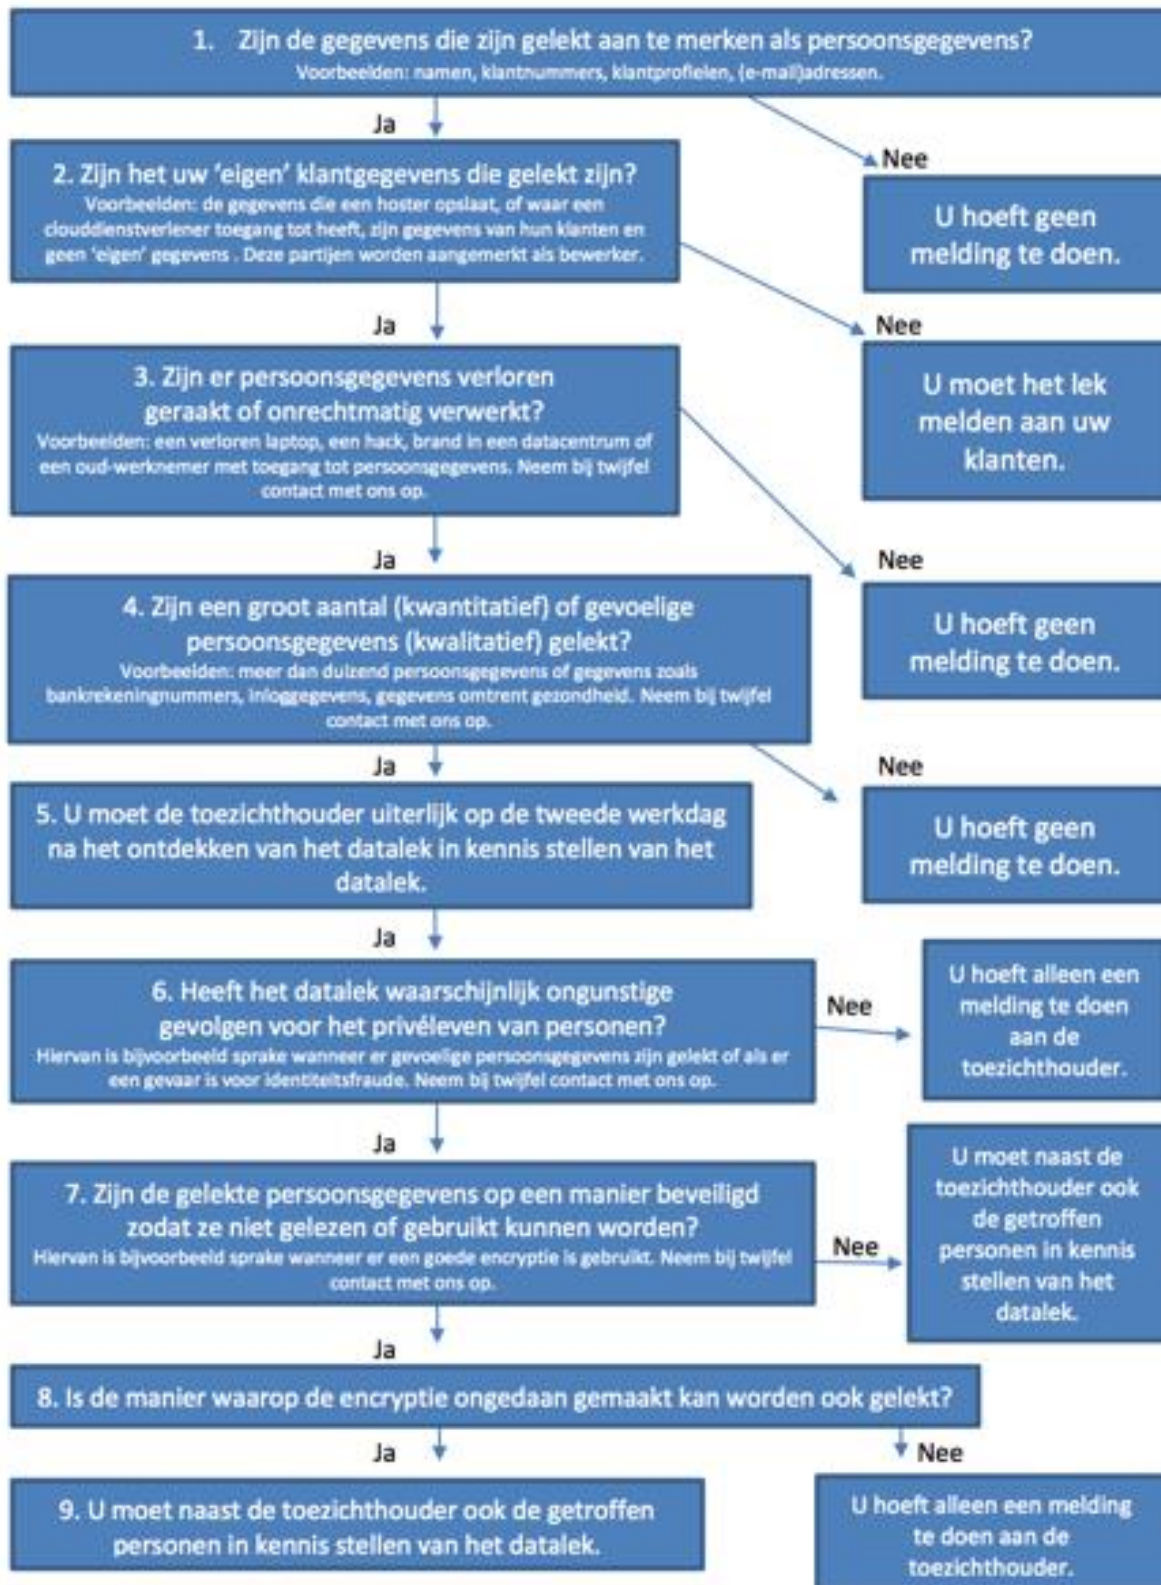 1. Zijn de gegevens die zijn gelekt aan te merken als persoonsgegevens?
Voorbeelden: namen, klantnummers, klantprofielen, (e-mail)adressen.
Ja
Nee
2. Zijn het uw ‘eigen’ klantgegevens die gelekt zijn?
Voorbeelden: de gegevens die een hoster opslaat, of waar een
clouddienstverlener toegang tot heeft, zijn gegevens van hun klanten en
geen ‘eigen’ gegevens . Deze partijen worden aangemerkt als bewerker.
U hoeft geen
melding te doen.
Ja
Nee
3. Zijn er persoonsgegevens verloren
geraakt of onrechtmatig verwerkt?
Voorbeelden: een verloren laptop, een hack, brand in een datacentrum of
een oud-werknemer met toegang tot persoonsgegevens. Neem bij twijfel
contact met ons op.
U moet het lek
melden aan uw
klanten.
Ja
Nee
4. Zijn een groot aantal (kwantitatief) of gevoelige
persoonsgegevens (kwalitatief) gelekt?
Voorbeelden: meer dan duizend persoonsgegevens of gegevens zoals
bankrekeningnummers, inloggegevens, gegevens omtrent gezondheid. Neem bij twijfel
contact met ons op.
U hoeft geen
melding te doen.
Ja
Nee
5. U moet de toezichthouder uiterlijk op de tweede werkdag
na het ontdekken van het datalek in kennis stellen van het
datalek.
U hoeft geen
melding te doen.
Ja
6. Heeft het datalek waarschijnlijk ongunstige
gevolgen voor het privéleven van personen?
Hiervan is bijvoorbeeld sprake wanneer er gevoelige persoonsgegevens zijn gelekt of als er
een gevaar is voor identiteitsfraude. Neem bij twijfel contact met ons op.
Nee
U hoeft alleen een
melding te doen
aan de
toezichthouder.
Ja
7. Zijn de gelekte persoonsgegevens op een manier beveiligd
zodat ze niet gelezen of gebruikt kunnen worden?
Hiervan is bijvoorbeeld sprake wanneer er een goede encryptie is gebruikt. Neem bij twijfel
contact met ons op.
Nee
U moet naast de
toezichthouder ook
de getroffen
personen in kennis
stellen van het
datalek.
Ja
8. Is de manier waarop de encryptie ongedaan gemaakt kan worden ook gelekt?
Ja
Nee
9. U moet naast de toezichthouder ook de getroffen
personen in kennis stellen van het datalek.
U hoeft alleen een melding
te doen aan de
toezichthouder.